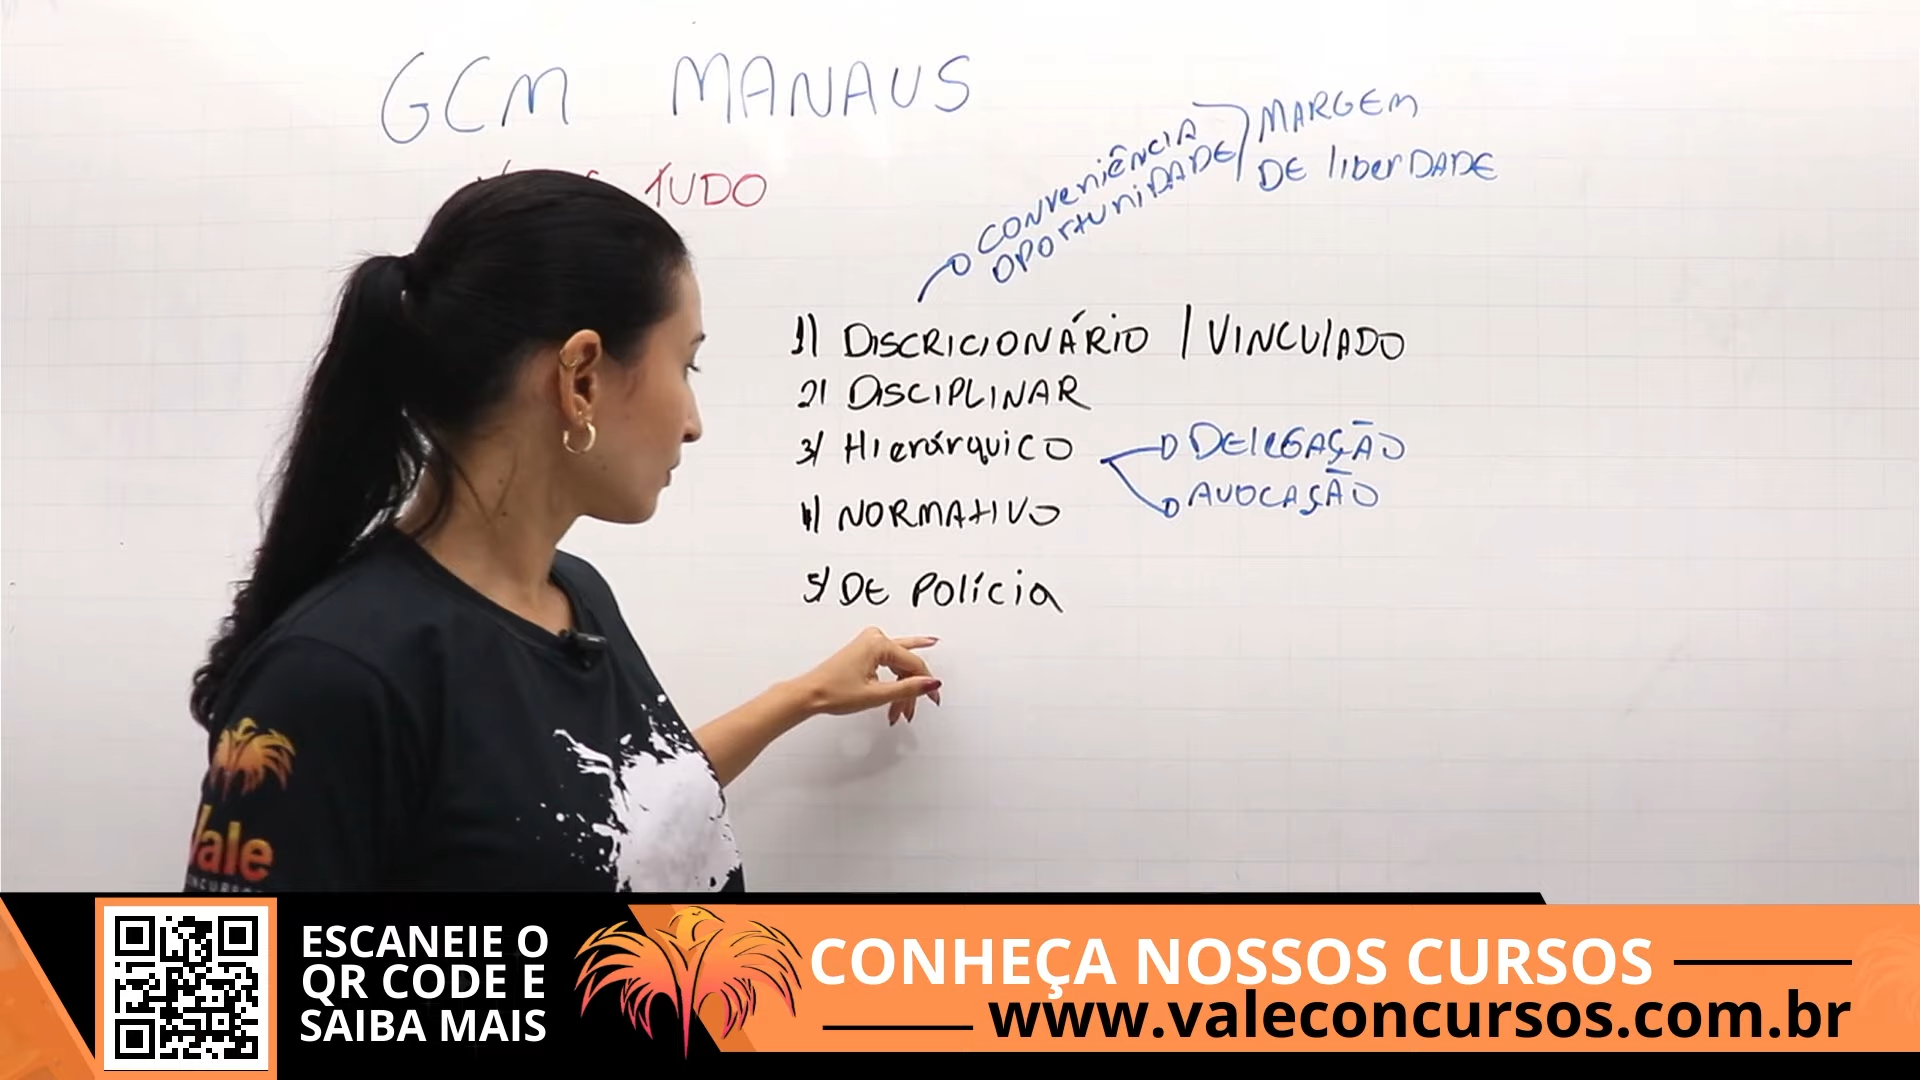 GCM MANAUS
TUDO
CONVENIÊNCIA
OPORTUNIDADE
MARGEM
DE LIBERDADE
1) DISCRICIONÁRIO / VINCULADO
2) DISCIPLINAR
3) HIERÁRQUICO
DELEGAÇÃO
AVOCAÇÃO
4) NORMATIVO
5) DE POLÍCIA
Vale
ESCANEIE O
QR CODE E
SAIBA MAIS
CONHEÇA NOSSOS CURSOS
www.valeconcursos.com.br